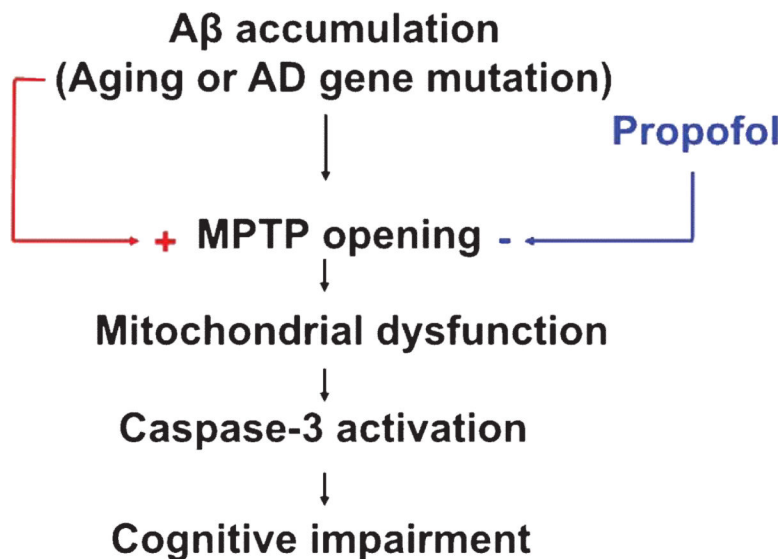 Aβ accumulation
(Aging or AD gene mutation)
Propofol
+ MPTP opening -
Mitochondrial dysfunction
Caspase-3 activation
Cognitive impairment